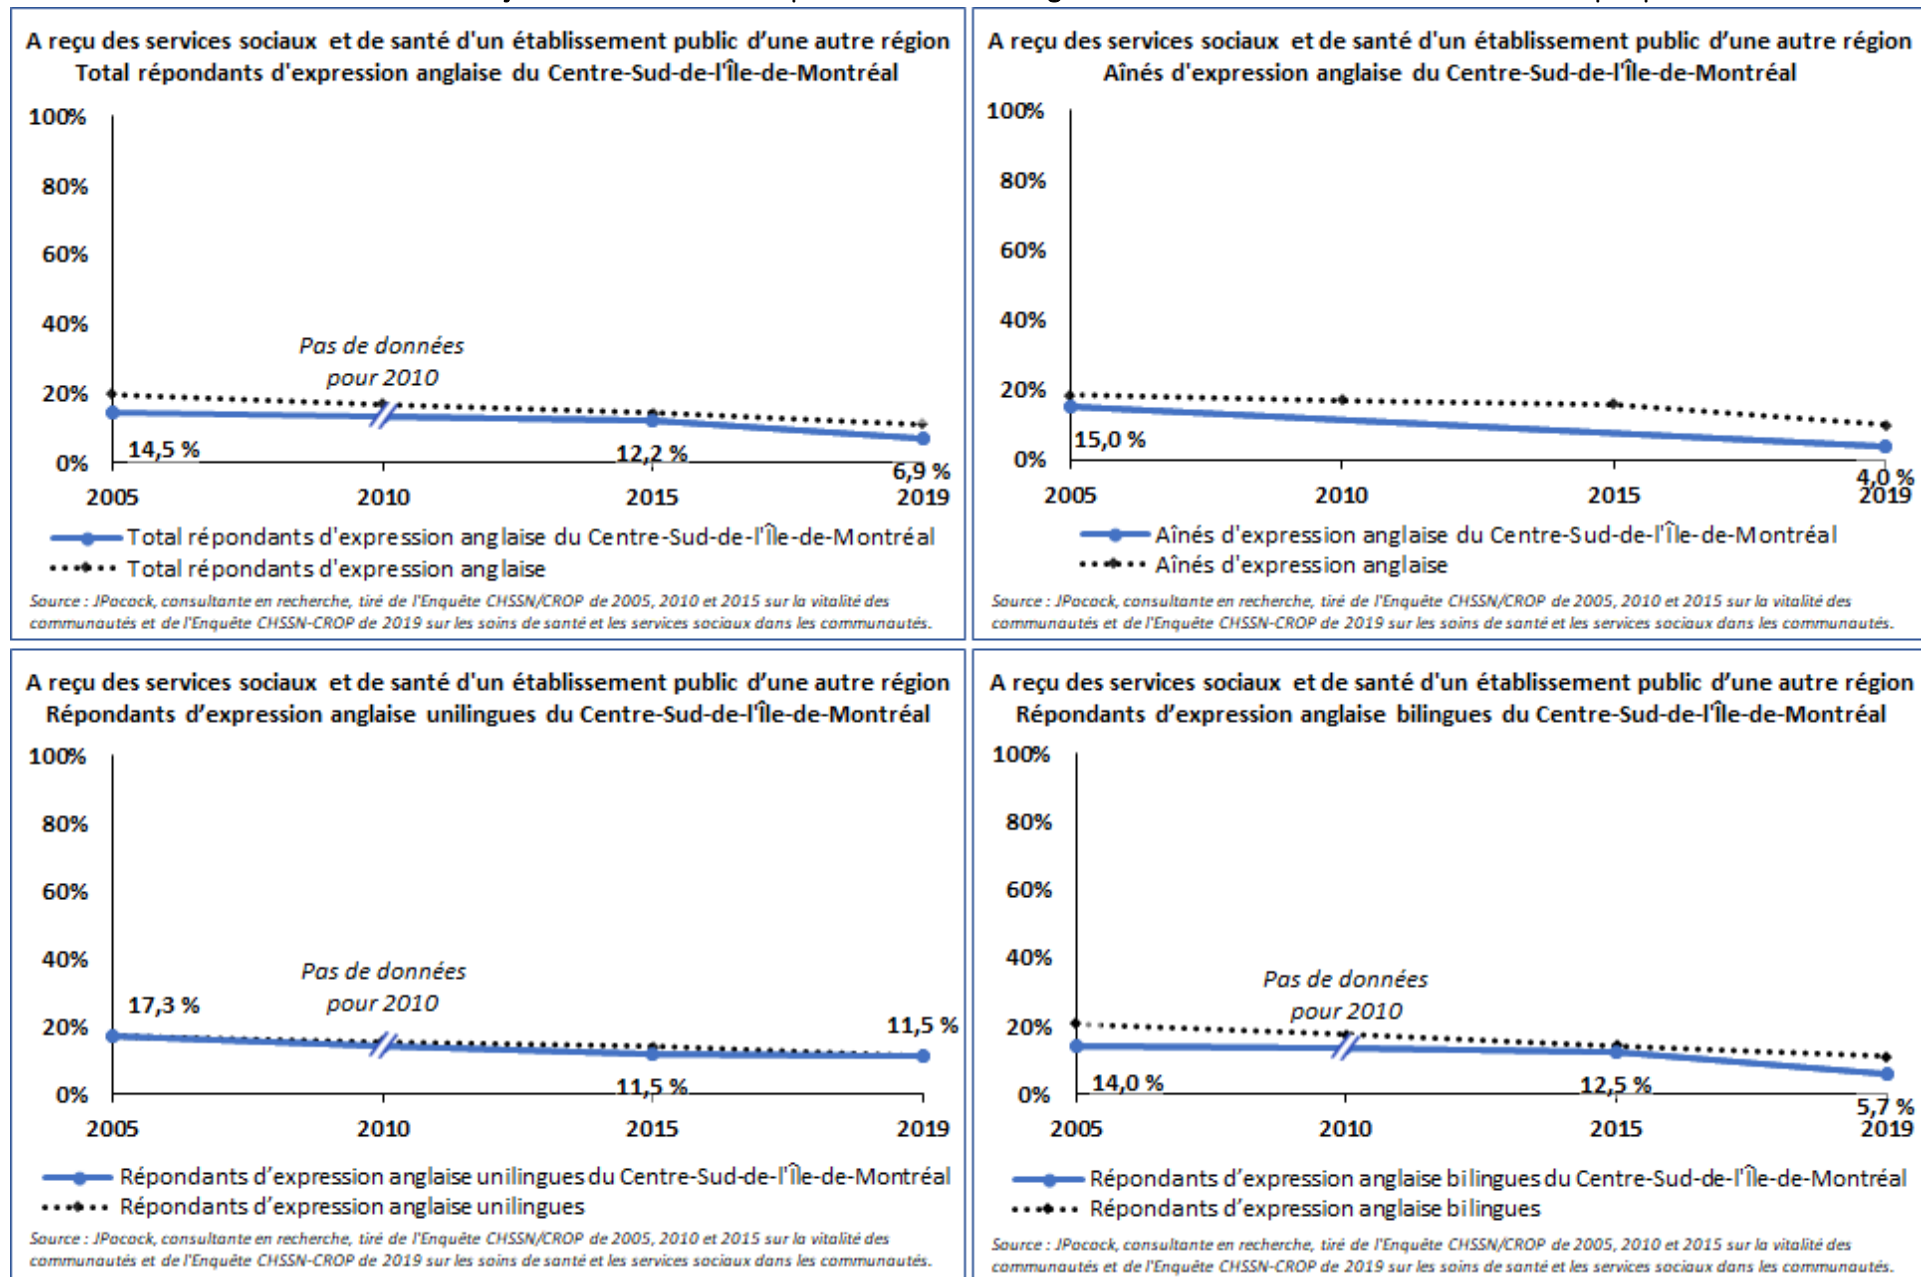 A reçu des services sociaux et de santé d'un établissement public d’une autre région
Total répondants d'expression anglaise du Centre-Sud-de-l'Île-de-Montréal
100%
80%
60%
40%
20%
0%
Pas de données
pour 2010
14,5 %
12,2 %
6,9 %
2005
2010
2015
2019
Total répondants d'expression anglaise du Centre-Sud-de-l'Île-de-Montréal
Total répondants d'expression anglaise
Source : JPocock, consultante en recherche, tiré de l'Enquête CHSSN/CROP de 2005, 2010 et 2015 sur la vitalité des
communautés et de l'Enquête CHSSN-CROP de 2019 sur les soins de santé et les services sociaux dans les communautés.
A reçu des services sociaux et de santé d'un établissement public d’une autre région
Aînés d'expression anglaise du Centre-Sud-de-l'Île-de-Montréal
100%
80%
60%
40%
20%
0%
15,0 %
4,0 %
2005
2010
2015
2019
Aînés d'expression anglaise du Centre-Sud-de-l'Île-de-Montréal
Aînés d'expression anglaise
Source : JPocock, consultante en recherche, tiré de l'Enquête CHSSN/CROP de 2005, 2010 et 2015 sur la vitalité des
communautés et de l'Enquête CHSSN-CROP de 2019 sur les soins de santé et les services sociaux dans les communautés.
A reçu des services sociaux et de santé d'un établissement public d’une autre région
Répondants d’expression anglaise unilingues du Centre-Sud-de-l'Île-de-Montréal
100%
80%
60%
40%
20%
0%
Pas de données
pour 2010
17,3 %
11,5 %
11,5 %
2005
2010
2015
2019
Répondants d’expression anglaise unilingues du Centre-Sud-de-l'Île-de-Montréal
Répondants d’expression anglaise unilingues
Source : JPocock, consultante en recherche, tiré de l'Enquête CHSSN/CROP de 2005, 2010 et 2015 sur la vitalité des
communautés et de l'Enquête CHSSN-CROP de 2019 sur les soins de santé et les services sociaux dans les communautés.
A reçu des services sociaux et de santé d'un établissement public d’une autre région
Répondants d’expression anglaise bilingues du Centre-Sud-de-l'Île-de-Montréal
100%
80%
60%
40%
20%
0%
Pas de données
pour 2010
14,0 %
12,5 %
5,7 %
2005
2010
2015
2019
Répondants d’expression anglaise bilingues du Centre-Sud-de-l'Île-de-Montréal
Répondants d’expression anglaise bilingues
Source : JPocock, consultante en recherche, tiré de l'Enquête CHSSN/CROP de 2005, 2010 et 2015 sur la vitalité des
communautés et de l'Enquête CHSSN-CROP de 2019 sur les soins de santé et les services sociaux dans les communautés.